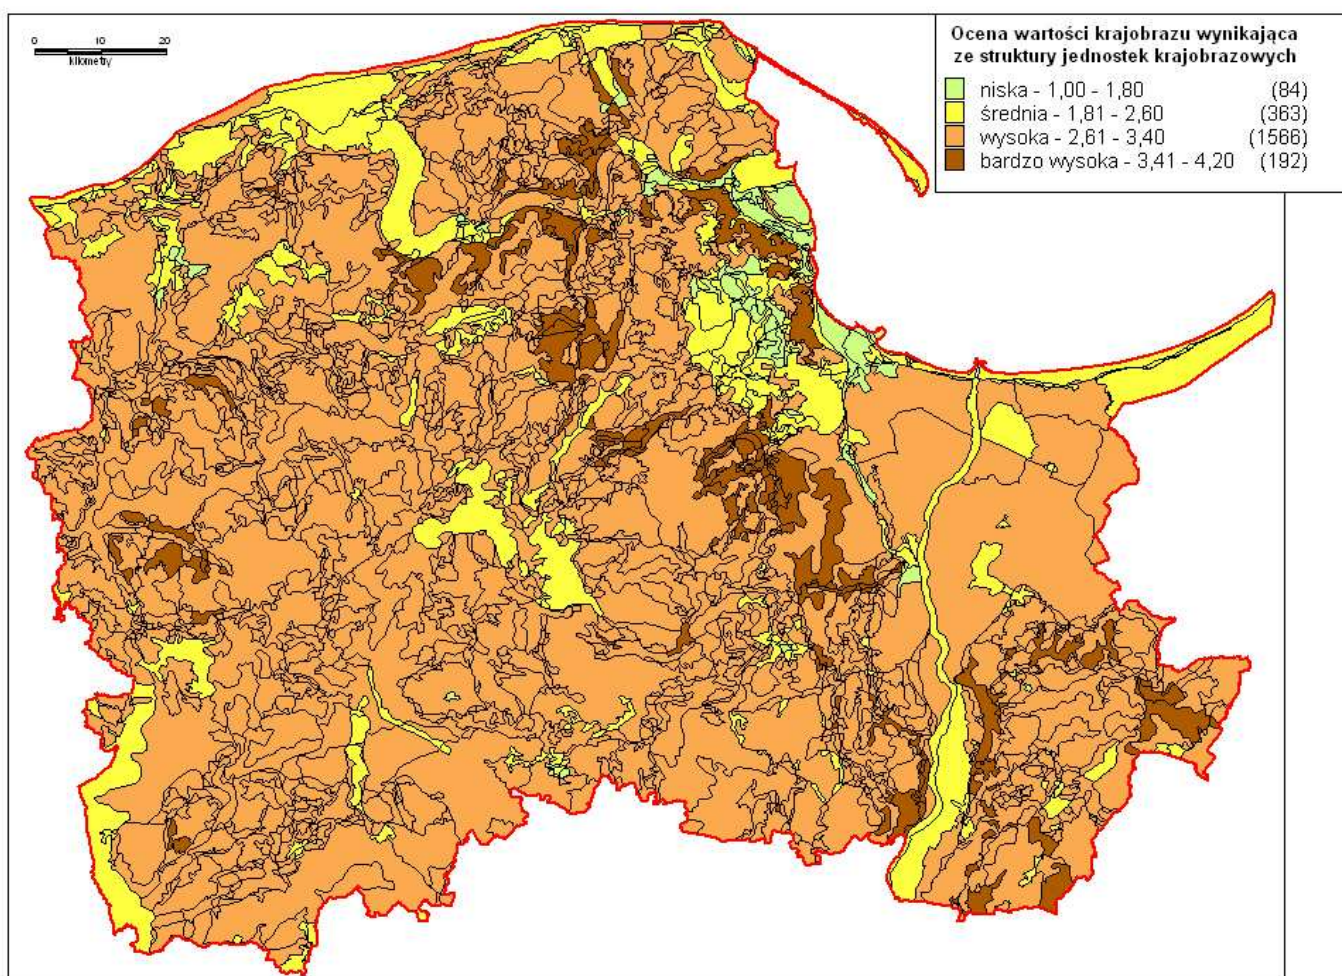 0 10 20
kilometry
Ocena wartości krajobrazu wynikająca
ze struktury jednostek krajobrazowych
niska - 1,00 - 1,80 (84)
średnia - 1,81 - 2,60 (363)
wysoka - 2,61 - 3,40 (1566)
bardzo wysoka - 3,41 - 4,20 (192)